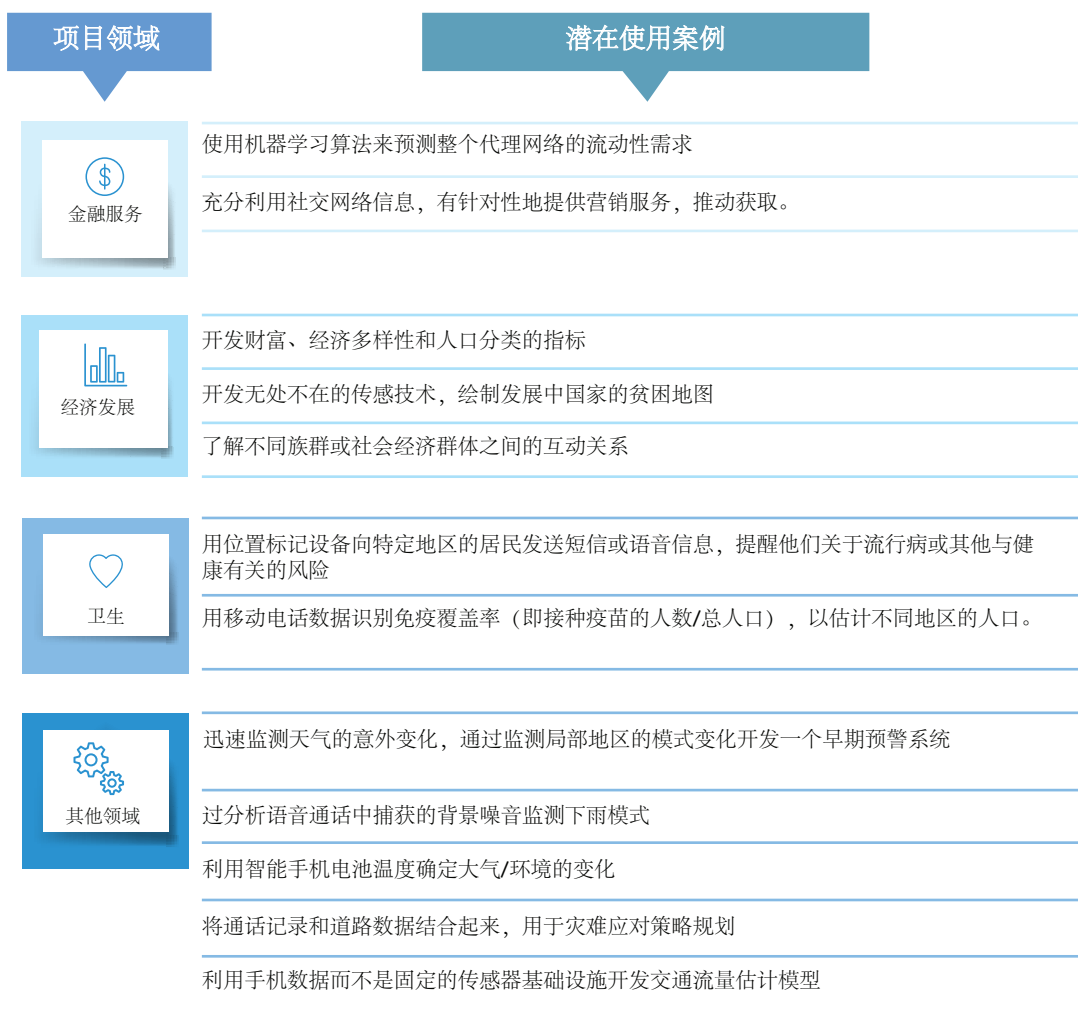 项目领域
潜在使用案例
金融服务
使用机器学习算法来预测整个代理网络的流动性需求
充分利用社交网络信息，有针对性地提供营销服务，推动获取。
经济发展
开发财富、经济多样性和人口分类的指标
开发无处不在的传感技术，绘制发展中国家的贫困地图
了解不同族群或社会经济群体之间的互动关系
卫生
用位置标记设备向特定地区的居民发送短信或语音信息，提醒他们关于流行病或其他与健
康有关的风险
用移动电话数据识别免疫覆盖率（即接种疫苗的人数/总人口），以估计不同地区的人口。
其他领域
迅速监测天气的意外变化，通过监测局部地区的模式变化开发一个早期预警系统
过分析语音通话中捕获的背景噪音监测下雨模式
利用智能手机电池温度确定大气/环境的变化
将通话记录和道路数据结合起来，用于灾难应对策略规划
利用手机数据而不是固定的传感器基础设施开发交通流量估计模型